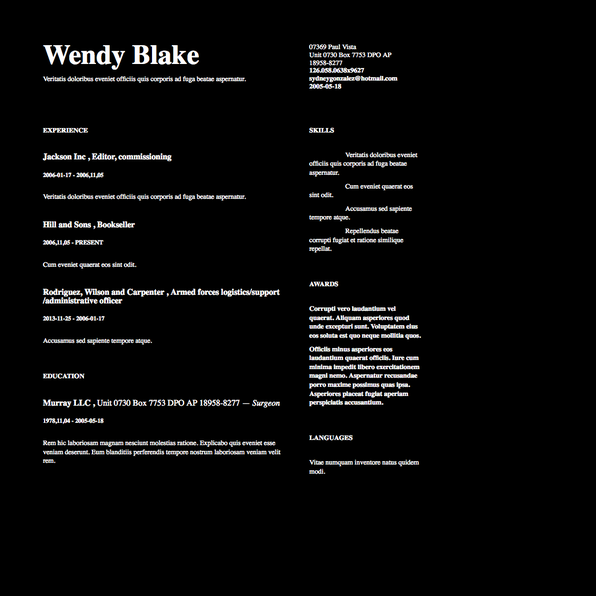 Wendy Blake
Veritatis doloribus eveniet officiis quis corporis ad fuga beatae aspernatur.
07369 Paul Vista
Unit 0730 Box 7753 DPO AP
18958-8277
126.058.0638x9627
sydneygonzalez@hotmail.com
2005-05-18
EXPERIENCE
Jackson Inc , Editor, commissioning
2006-01-17 - 2006,11,05
Veritatis doloribus eveniet officiis quis corporis ad fuga beatae aspernatur.
Hill and Sons , Bookseller
2006,11,05 - PRESENT
Cum eveniet quaerat eos sint odit.
Rodriguez, Wilson and Carpenter , Armed forces logistics/support
/administrative officer
2013-11-25 - 2006-01-17
Accusamus sed sapiente tempore atque.
EDUCATION
Murray LLC , Unit 0730 Box 7753 DPO AP 18958-8277 — Surgeon
1978,11,04 - 2005-05-18
Rem hic laboriosam magnam nesciunt molestias ratione. Explicabo quis eveniet esse
veniam deserunt. Eum blanditiis perferendis tempore nostrum laboriosam veniam velit
rem.
SKILLS
Veritatis doloribus eveniet
officiis quis corporis ad fuga beatae
aspernatur.
Cum eveniet quaerat eos
sint odit.
Accusamus sed sapiente
tempore atque.
Repellendus beatae
corrupti fugiat et ratione similique
repellat.
AWARDS
Corrupti vero laudantium vel
quaerat. Aliquam asperiores quod
unde excepturi sunt. Voluptatem eius
eos soluta est quo neque mollitia quos.
Officiis minus asperiores eos
laudantium quaerat officiis. Iure cum
minima impedit libero exercitationem
magni nemo. Aspernatur recusandae
porro maxime possimus quas ipsa.
Asperiores placeat fugiat aperiam
perspiciatis accusantium.
LANGUAGES
Vitae numquam inventore natus quidem
modi.